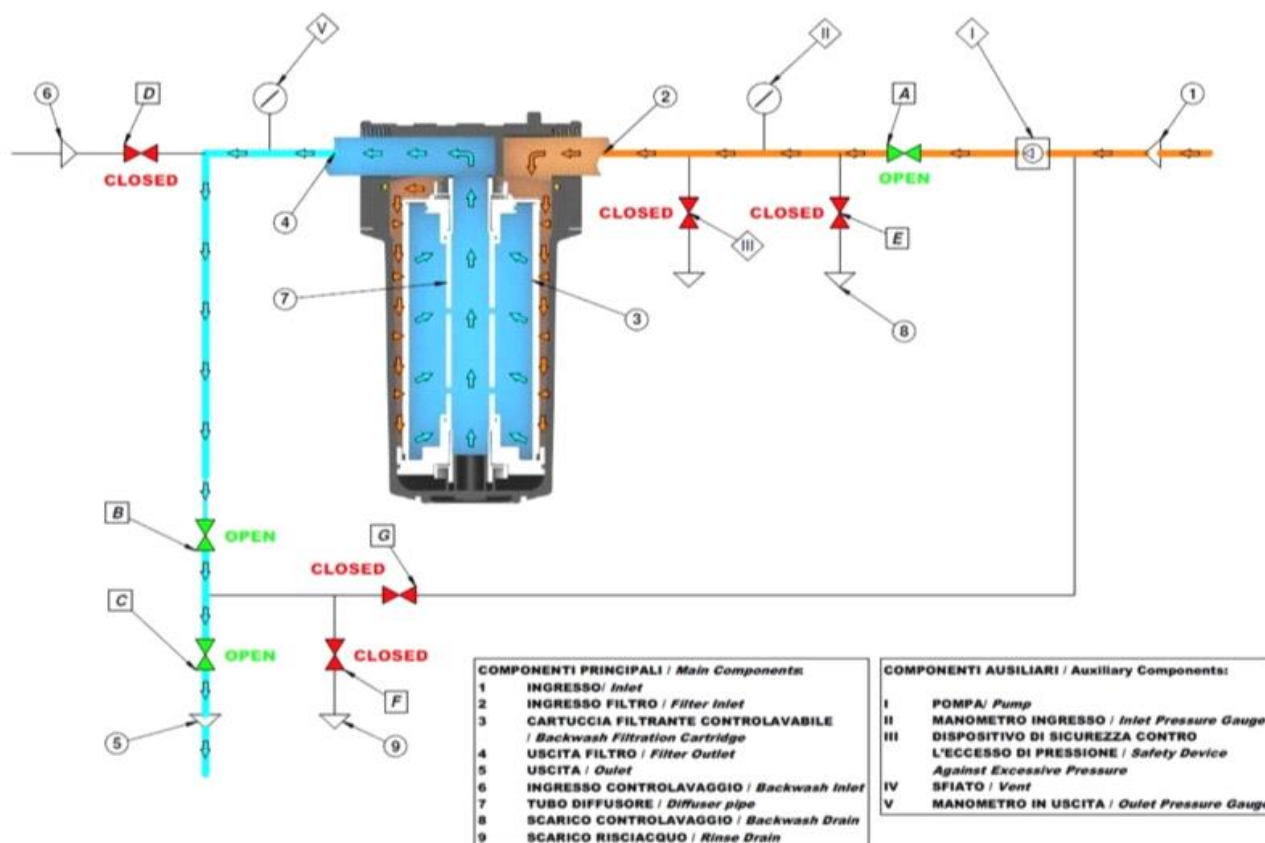 V
II
I
6
D
2
A
1
CLOSED
OPEN
4
CLOSED
CLOSED
III
E
7
3
8
B
OPEN
G
CLOSED
C
OPEN
CLOSED
F
5
9
COMPONENTI PRINCIPALI / Main Components:
1 INGRESSO/ Inlet
2 INGRESSO FILTRO / Filter Inlet
3 CARTUCCIA FILTRANTE CONTROLAVABILE
/ Backwash Filtration Cartridge
4 USCITA FILTRO / Filter Outlet
5 USCITA / Oulet
6 INGRESSO CONTROLAVAGGIO / Backwash Inlet
7 TUBO DIFFUSORE / Diffuser pipe
8 SCARICO CONTROLAVAGGIO / Backwash Drain
9 SCARICO RISCIACQUO / Rinse Drain
COMPONENTI AUSILIARI / Auxiliary Components:
I POMPA/ Pump
II MANOMETRO INGRESSO / Inlet Pressure Gauge
III DISPOSITIVO DI SICUREZZA CONTRO
L'ECCESSO DI PRESSIONE / Safety Device
Against Excessive Pressure
IV SFIATO / Vent
V MANOMETRO IN USCITA / Oulet Pressure Gauge